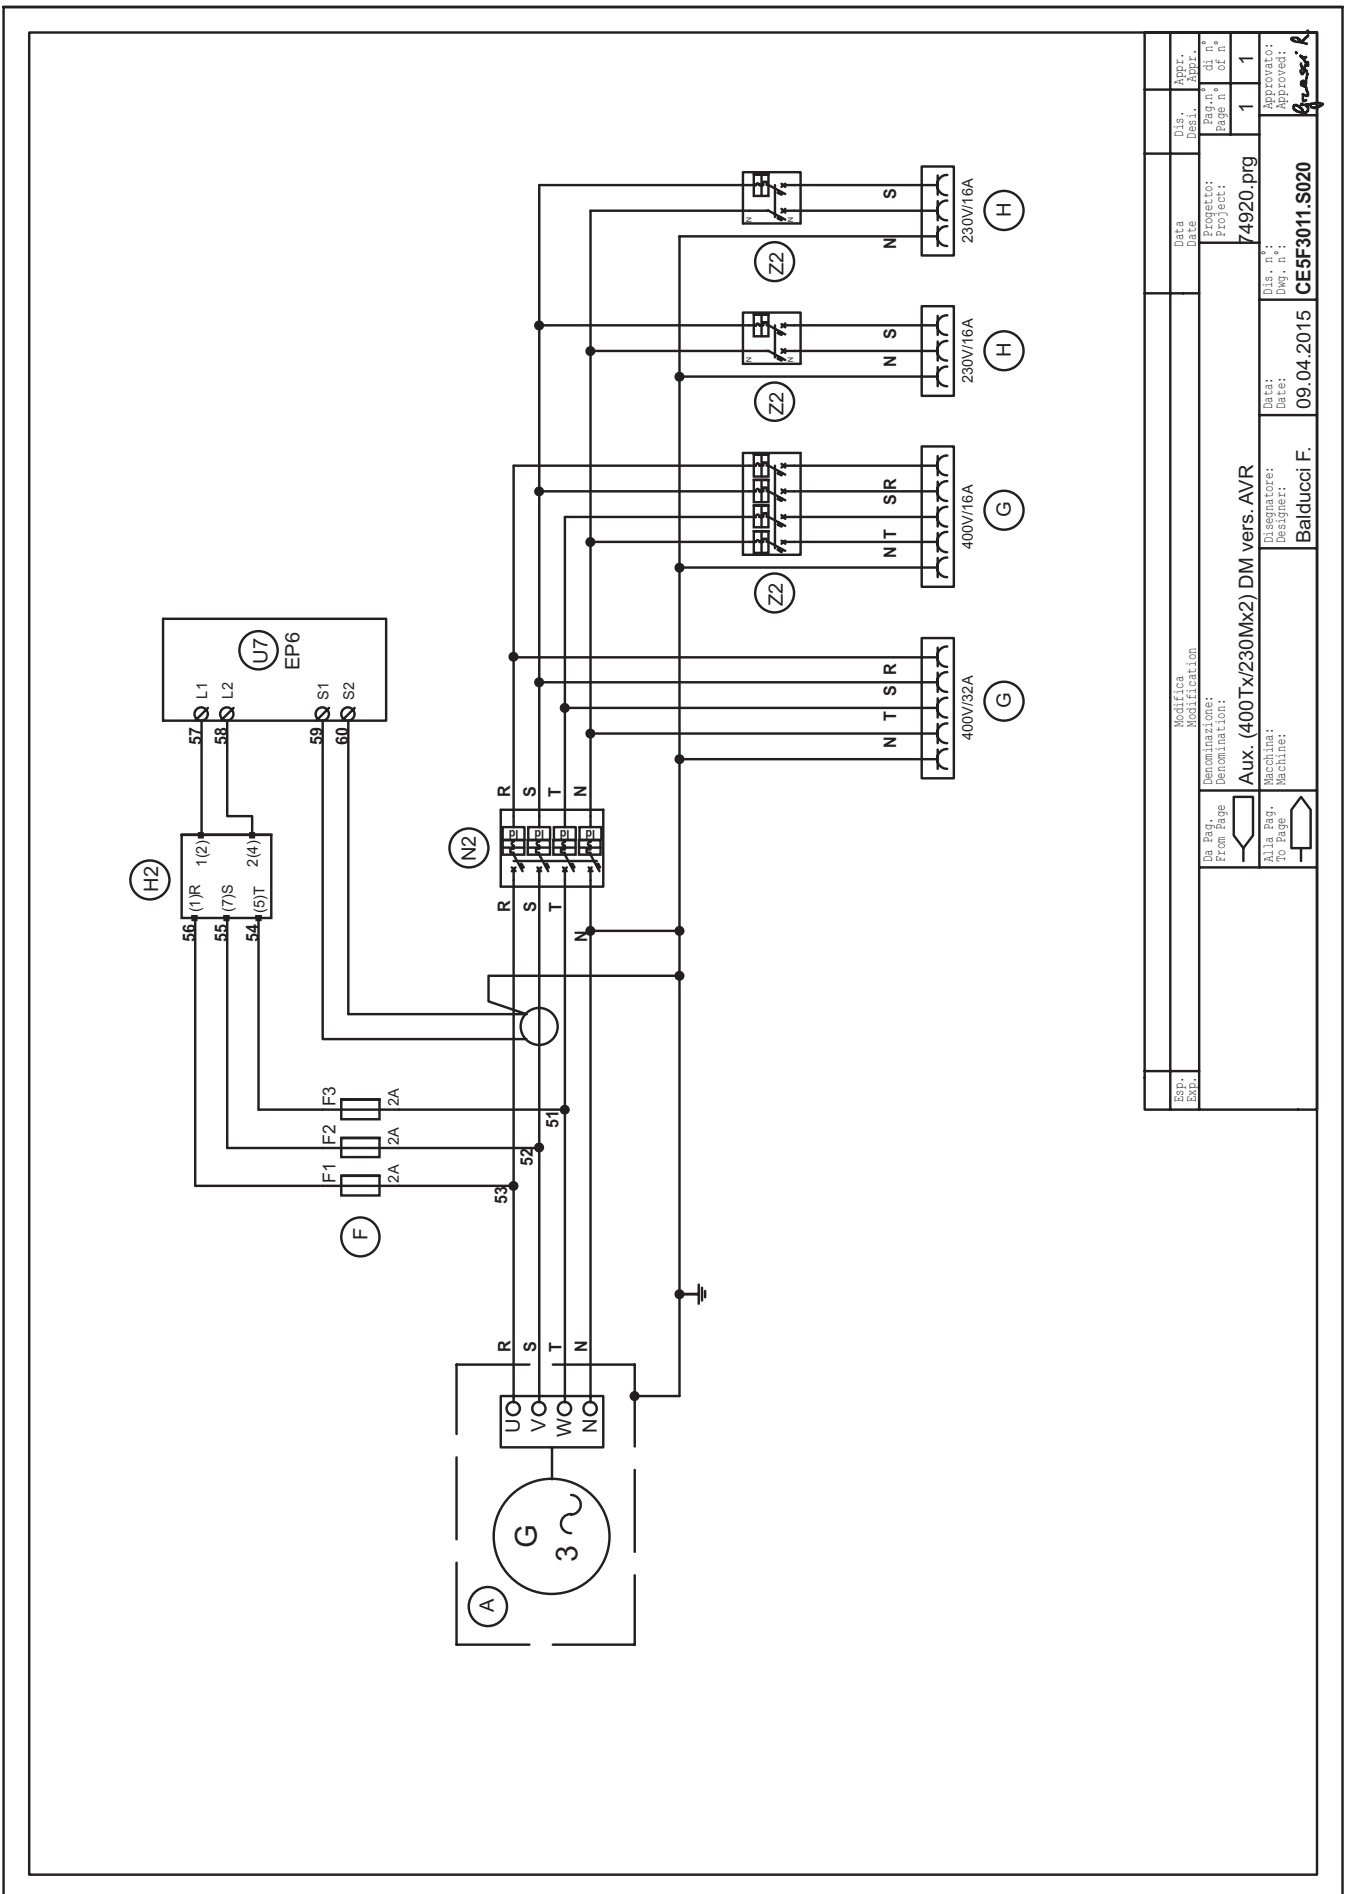 H2
56
55
54
(1)R
(7)S
(5)T
1(2)
2(4)
57
58
59
60
L1
L2
S1
S2
U7
EP6
F
F1
F2
F3
2A
2A
2A
53
52
51
A
G
3
U
V
W
N
R
S
T
N
R
S
T
N
N2
pI
pI
pI
pI
R
S
T
N
Z2
Z2
N
N
Z2
N
N
N T S R
N T S R
N S
N S
400V/32A
400V/16A
230V/16A
230V/16A
G
G
H
H
Esp.
Exp.
Modifica
Modification
Data
Date
Dis.
Desi.
Appr.
Appr.
Da Pag.
From Page
Denominazione:
Denomination:
Aux. (400Tx/230Mx2) DM vers. AVR
Progetto:
Project:
74920.prg
Pag.n°
Page n°
1
di n°
of n°
1
Alla Pag.
To Page
Macchina:
Machine:
Disegnatore:
Designer:
Balducci F.
Data:
Date:
09.04.2015
Dis. n°:
Dwg. n°:
CE5F3011.S020
Approvato:
Approved: